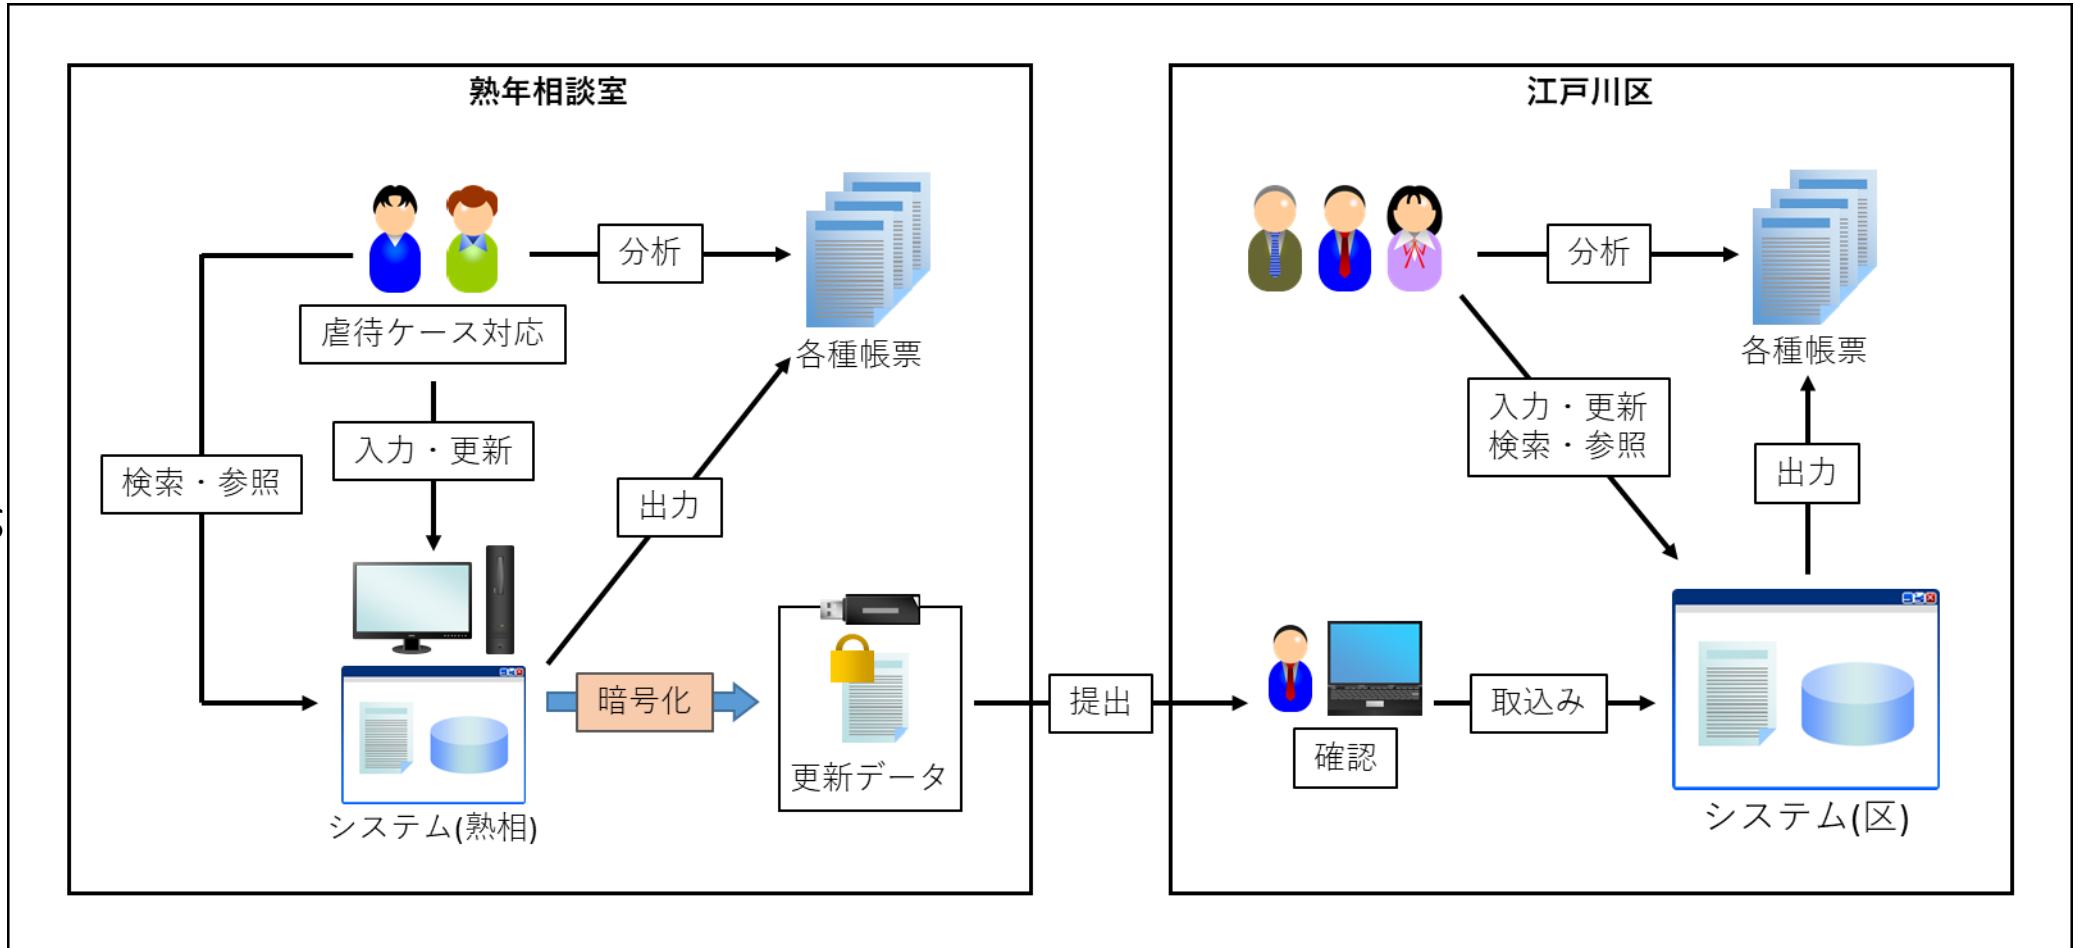 熟年相談室
江戸川区
分析
虐待ケース対応
各種帳票
入力・更新
検索・参照
出力
暗号化
更新データ
システム(熟相)
提出
分析
各種帳票
入力・更新
検索・参照
出力
確認
取込み
システム(区)